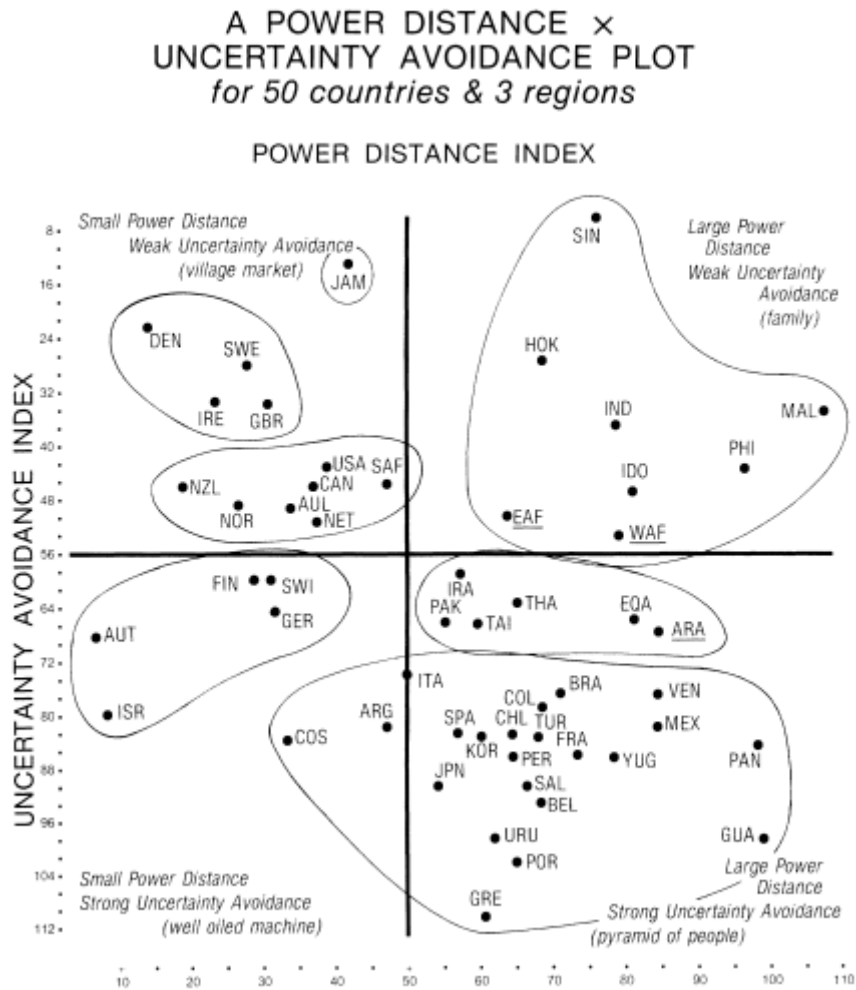 A POWER DISTANCE ×
UNCERTAINTY AVOIDANCE PLOT
for 50 countries & 3 regions
POWER DISTANCE INDEX
Small Power Distance
Weak Uncertainty Avoidance
(village market)
Large Power
Distance
Weak Uncertainty
Avoidance
(family)
UNCERTAINTY AVOIDANCE INDEX
8
16
24
32
40
48
56
64
72
80
88
96
104
112
SIN
JAM
DEN
SWE
HOK
IRE
GBR
IND
MAL
USA
SAF
PHI
NZL
CAN
IDO
NOR
AUL
NET
EAF
WAF
FIN
SWI
IRA
THA
EQA
GER
PAK
TAI
ARA
AUT
ITA
ISR
BRA
VEN
COL
ARG
SPA
CHL
TUR
MEX
COS
KOR
FRA
PER
YUG
PAN
JPN
SAL
BEL
URU
GUA
POR
GRE
Small Power Distance
Strong Uncertainty Avoidance
(well oiled machine)
Large Power
Distance
Strong Uncertainty Avoidance
(pyramid of people)
10 20 30 40 50 60 70 80 90 100 110